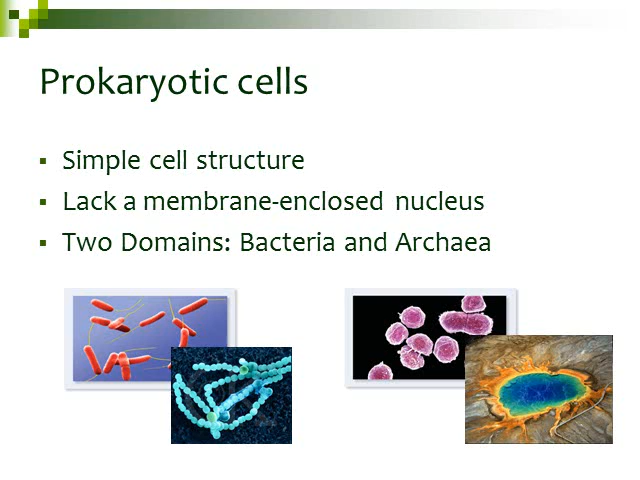 Prokaryotic cells
▪ Simple cell structure
▪ Lack a membrane-enclosed nucleus
▪ Two Domains: Bacteria and Archaea